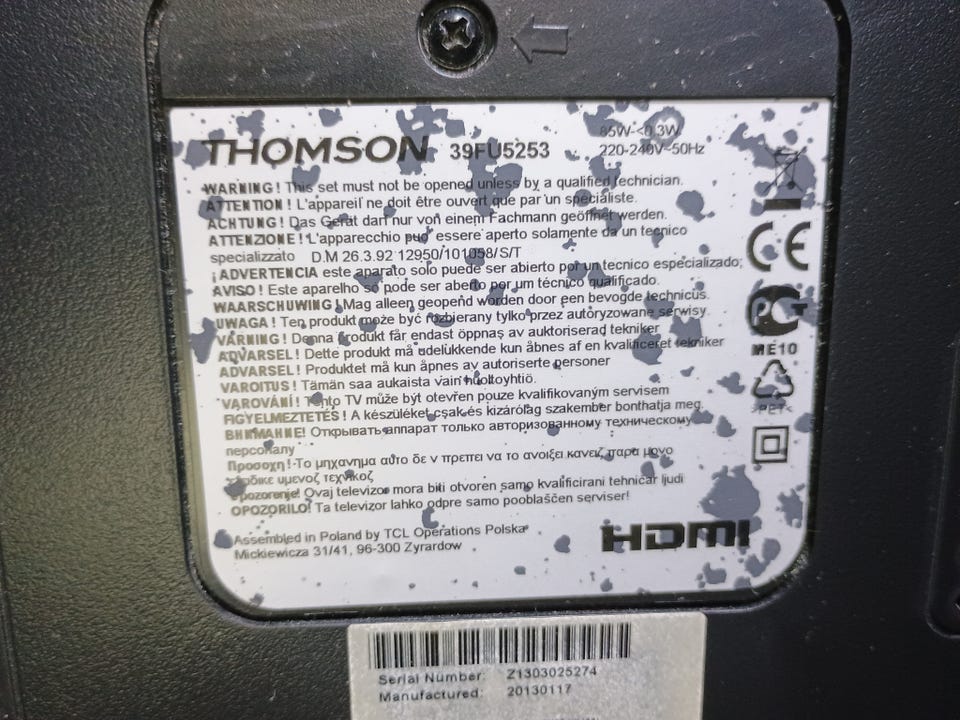 THOMSON 39FU5253
85W-<0.3W
220-240V~50Hz
WARNING! This set must not be opened unless by a qualified technician.
ATTENTION! L'appareil ne doit être ouvert que par un spécialiste.
ACHTUNG! Das Gerät darf nur von einem Fachmann geöffnet werden.
ATTENZIONE! L'apparecchio puo' essere aperto solamente da un tecnico
specializzato D.M 26.3.92 12950/101058/S/T
¡ADVERTENCIA este aparato solo puede ser abierto por un tecnico especializado;
AVISO! Este aparelho só pode ser aberto por um técnico qualificado.
WAARSCHUWING! Mag alleen geopend worden door een bevogde technicus.
UWAGA! Ten produkt może być rozbierany tylko przez autoryzowane serwisy.
VARNING! Denna produkt får endast öppnas av auktoriserad tekniker
ADVARSEL! Dette produkt må udelukkende kun åbnes af en kvalificeret tekniker
ADVARSEL! Produktet må kun åpnes av autoriserte personer
VAROITUS! Tämän saa aukaista vain huoltoyhtiö.
VAROVÁNÍ! Tento TV může být otevřen pouze kvalifikovaným servisem
FIGYELMEZTETÉS! A készüléket csak és kizárólag szakember bonthatja meg.
ВНИМАНИЕ! Открывать аппарат только авторизованному техническому
персоналу
Προσοχη! Το μηχανημα αυτο δε ν πρεπει να το ανοιξει κανεις παρα μονο
υμενος τεχνικος
Upozorenje! Ovaj televizor mora biti otvoren samo kvalificirani tehničar ljudi
OPOZORILO! Ta televizor lahko odpre samo pooblaščen serviser!
Assembled in Poland by TCL Operations Polska
Mickiewicza 31/41, 96-300 Zyrardow
HDMI
CE
ME10
>PET<
Serial Number: Z1303025274
Manufactured: 20130117